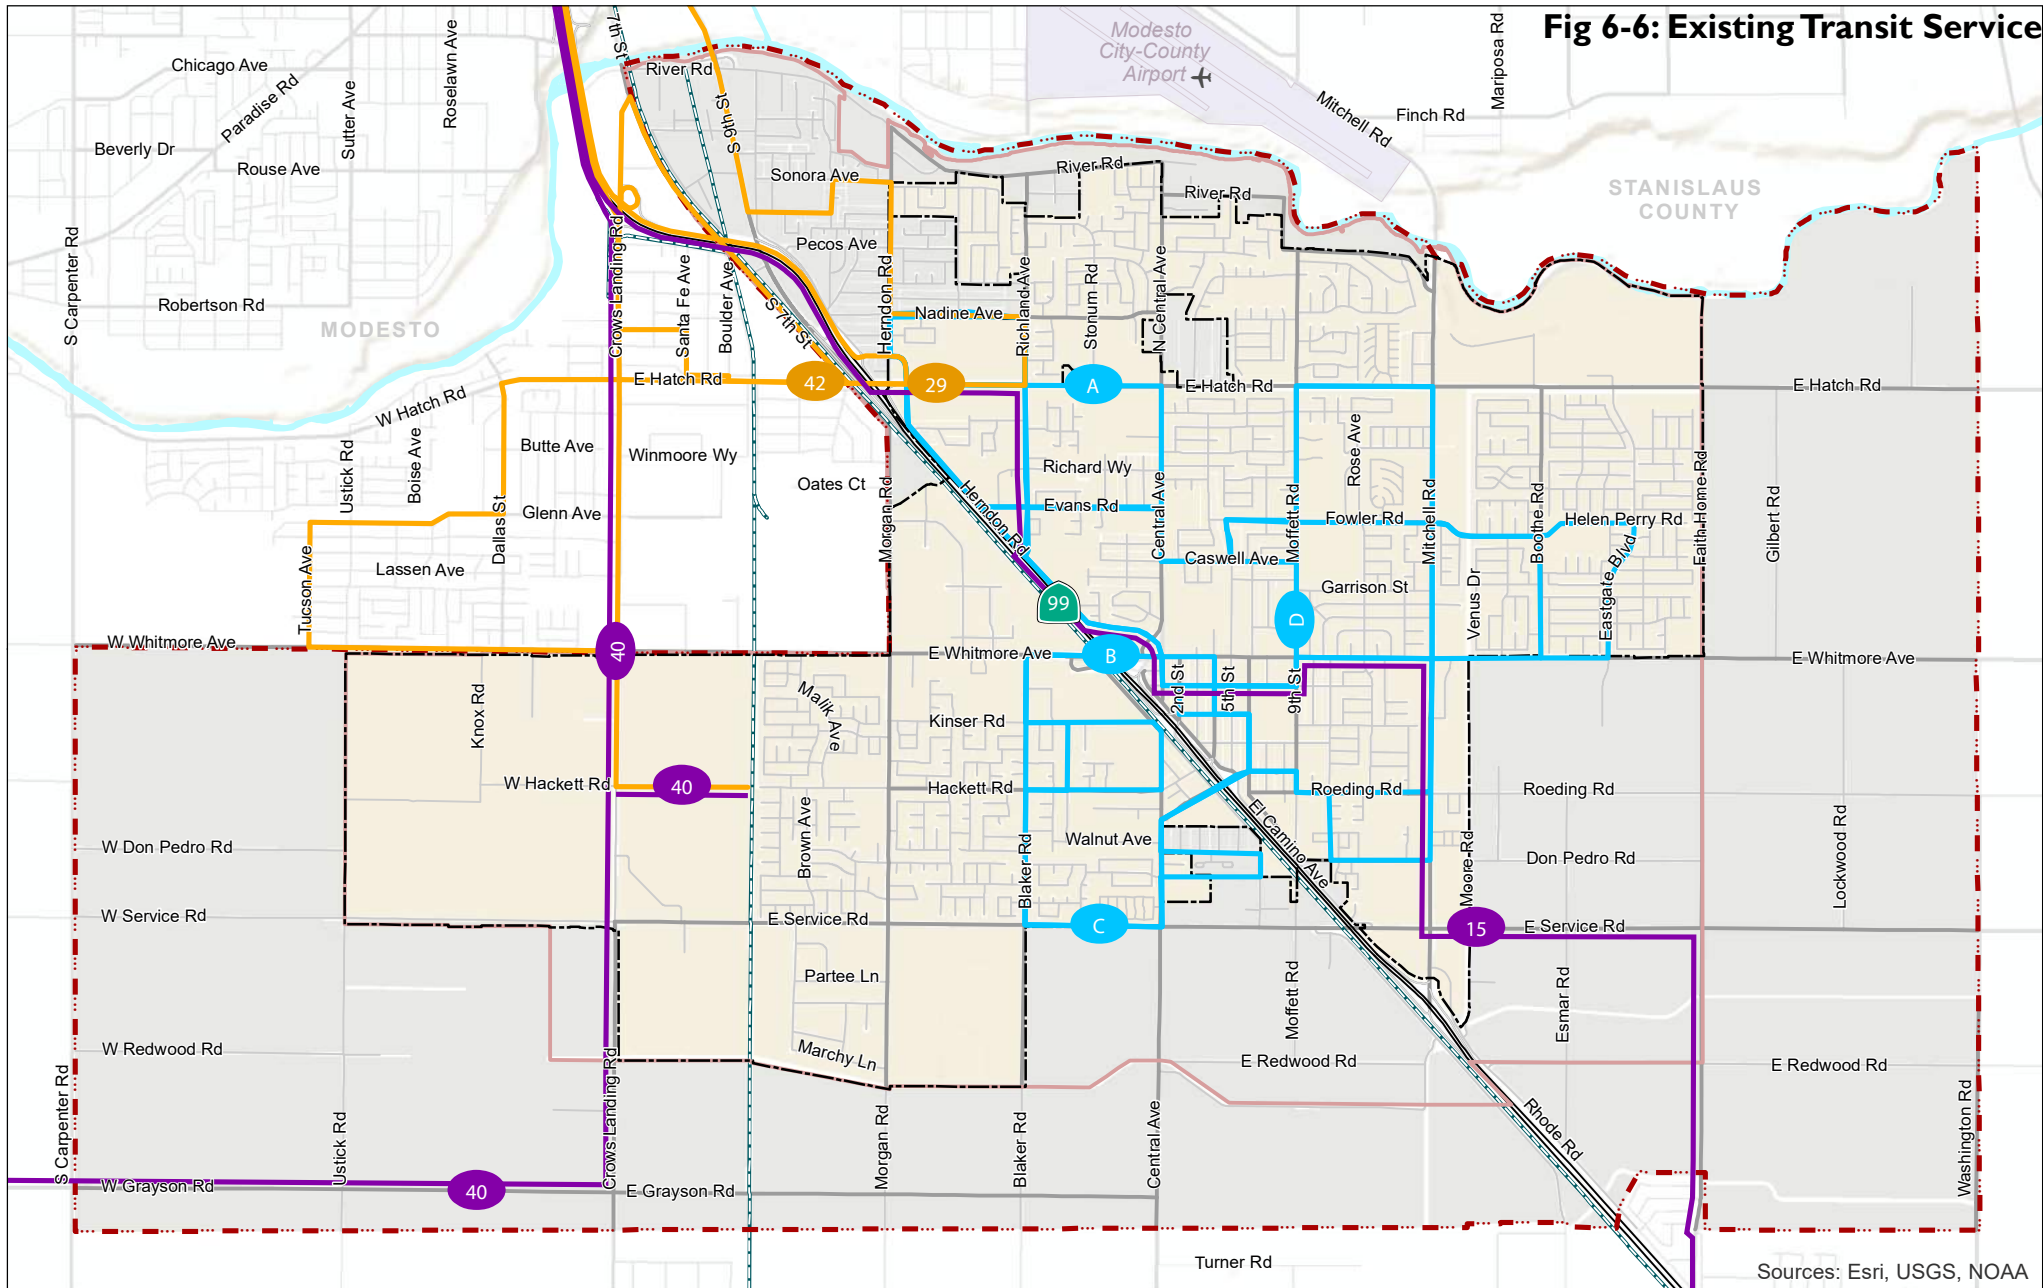 Fig 6-6: Existing Transit Service
7th St
Modesto
City-County
Airport
Mariposa Rd
Chicago Ave
Paradise Rd
Sutter Ave
Roselawn Ave
River Rd
S 9th St
Mitchell Rd
Finch Rd
Beverly Dr
Rouse Ave
Sonora Ave
River Rd
River Rd
STANISLAUS
COUNTY
S Carpenter Rd
Crows Landing Rd
Pecos Ave
Robertson Rd
MODESTO
Santa Fe Ave
Boulder Ave
S 7th St
Herndon Rd
Nadine Ave
Richland Ave
Stonum Rd
N Central Ave
W Hatch Rd
E Hatch Rd
42
29
A
E Hatch Rd
E Hatch Rd
Ustick Rd
Boise Ave
Butte Ave
Winmoore Wy
Oates Ct
Richard Wy
Rose Ave
Dallas St
Glenn Ave
Morgan Rd
Herndon Rd
Evans Rd
Central Ave
Moffett Rd
Fowler Rd
Mitchell Rd
Boothe Rd
Helen Perry Rd
Faith Home Rd
Gilbert Rd
Tucson Ave
Lassen Ave
Caswell Ave
Garrison St
Venus Dr
Eastgate Blvd
99
D
W Whitmore Ave
40
E Whitmore Ave
B
E Whitmore Ave
Knox Rd
Malik Ave
Kinser Rd
2nd St
5th St
9th St
W Hackett Rd
40
Hackett Rd
Roeding Rd
Roeding Rd
W Don Pedro Rd
Brown Ave
Blaker Rd
Walnut Ave
El Camino Ave
Moore Rd
Don Pedro Rd
Lockwood Rd
W Service Rd
E Service Rd
C
15
E Service Rd
Partee Ln
Moffett Rd
Esmar Rd
W Redwood Rd
Marchy Ln
E Redwood Rd
E Redwood Rd
S Carpenter Rd
Ustick Rd
Crows Landing Rd
Morgan Rd
Blaker Rd
Central Ave
Rhode Rd
Washington Rd
W Grayson Rd
40
E Grayson Rd
Turner Rd
Sources: Esri, USGS, NOAA